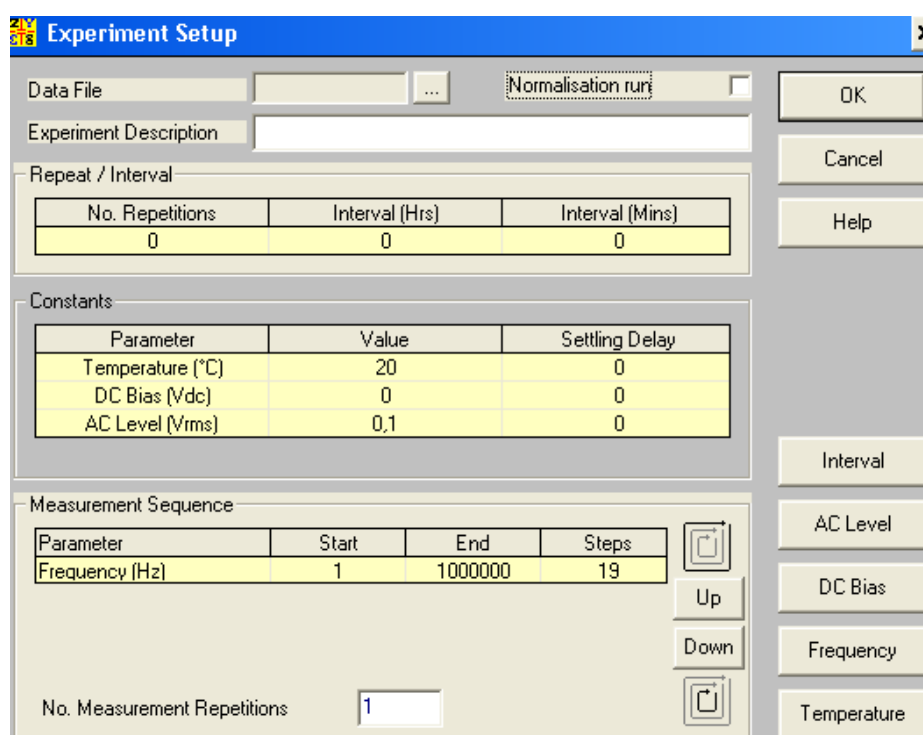 Experiment Setup
Data File ... Normalisation run OK
Experiment Description
Cancel
Repeat / Interval
No. Repetitions Interval (Hrs) Interval (Mins)
0 0 0
Help
Constants
Parameter Value Settling Delay
Temperature (°C) 20 0
DC Bias (Vdc) 0 0
AC Level (Vrms) 0,1 0
Interval
Measurement Sequence
AC Level
Parameter Start End Steps
Frequency (Hz) 1 1000000 19
Up
DC Bias
Down
Frequency
No. Measurement Repetitions 1
Temperature